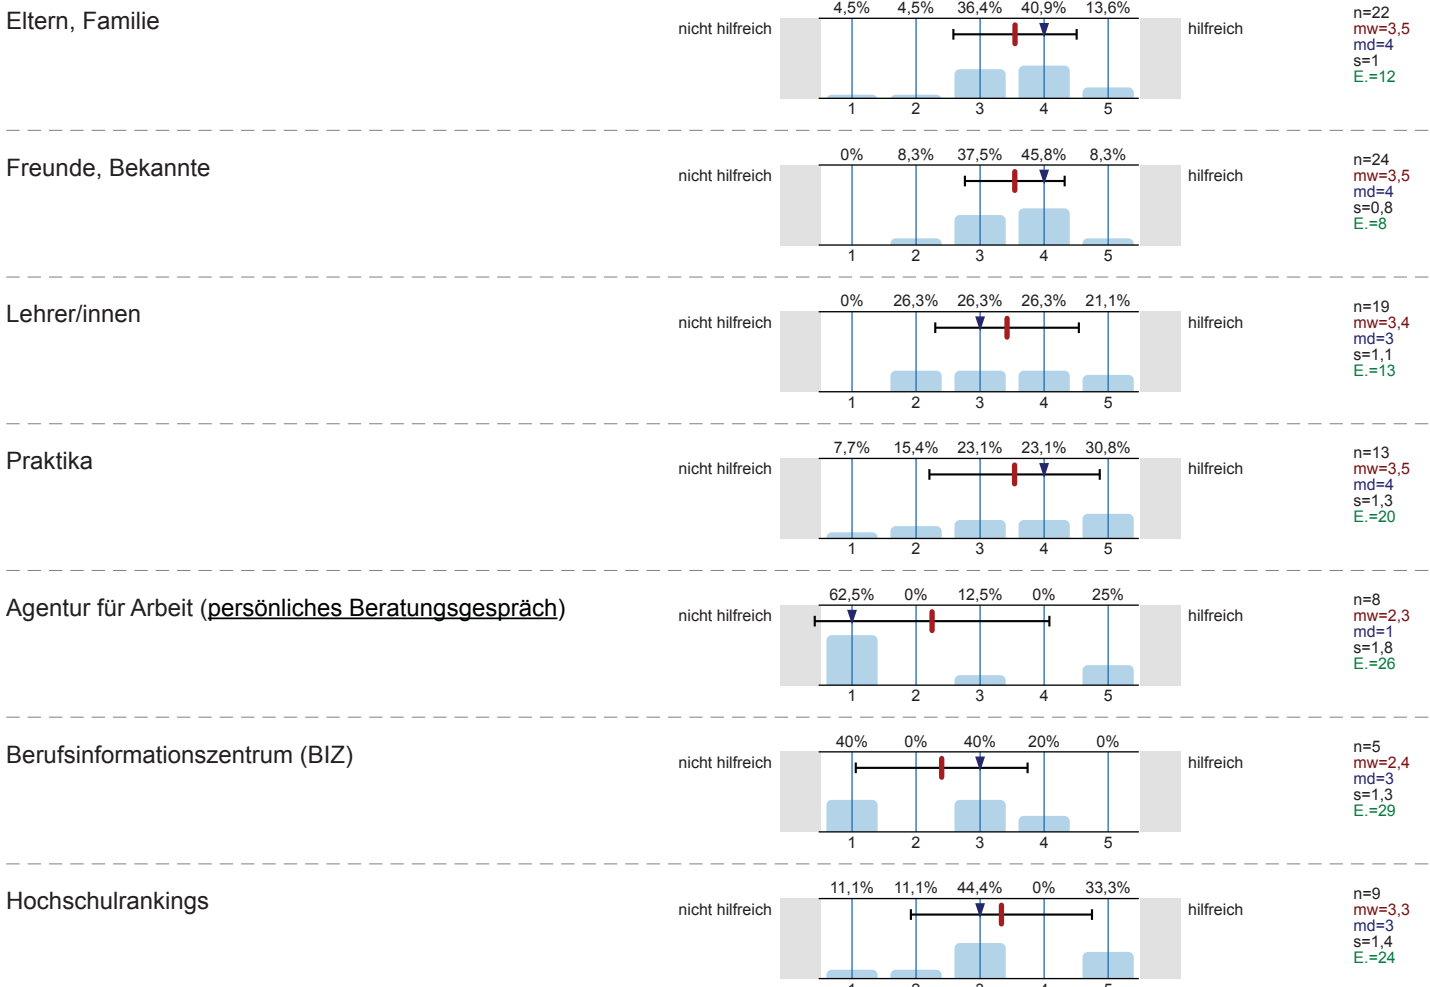 Eltern, Familie
nicht hilfreich
4,5% 4,5% 36,4% 40,9% 13,6%
1 2 3 4 5
hilfreich
n=22
mw=3,5
md=4
s=1
E.=12
Freunde, Bekannte
nicht hilfreich
0% 8,3% 37,5% 45,8% 8,3%
1 2 3 4 5
hilfreich
n=24
mw=3,5
md=4
s=0,8
E.=8
Lehrer/innen
nicht hilfreich
0% 26,3% 26,3% 26,3% 21,1%
1 2 3 4 5
hilfreich
n=19
mw=3,4
md=3
s=1,1
E.=13
Praktika
nicht hilfreich
7,7% 15,4% 23,1% 23,1% 30,8%
1 2 3 4 5
hilfreich
n=13
mw=3,5
md=4
s=1,3
E.=20
Agentur für Arbeit (persönliches Beratungsgespräch)
nicht hilfreich
62,5% 0% 12,5% 0% 25%
1 2 3 4 5
hilfreich
n=8
mw=2,3
md=1
s=1,8
E.=26
Berufsinformationszentrum (BIZ)
nicht hilfreich
40% 0% 40% 20% 0%
1 2 3 4 5
hilfreich
n=5
mw=2,4
md=3
s=1,3
E.=29
Hochschulrankings
nicht hilfreich
11,1% 11,1% 44,4% 0% 33,3%
1 2 3 4 5
hilfreich
n=9
mw=3,3
md=3
s=1,4
E.=24